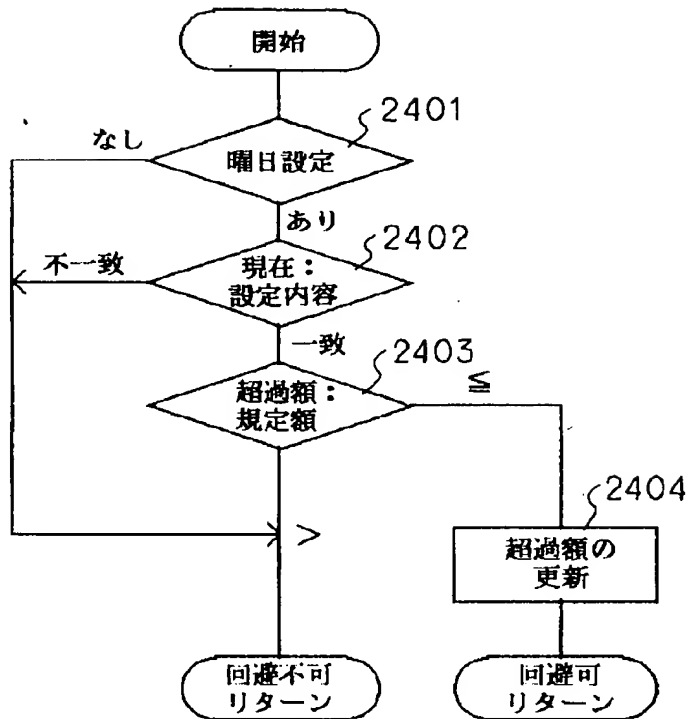 開始
2401
なし
曜日設定
あり
2402
不一致
現在：
設定内容
一致
2403
超過額：
規定額
≦
2404
＞
超過額の
更新
回避不可
リターン
回避可
リターン